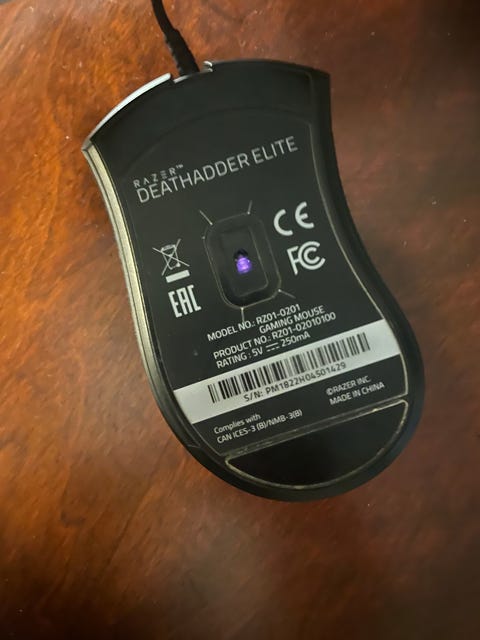 RAZER™
DEATHADDER ELITE
CE
FC
EAC
MODEL NO.: RZ01-0201
GAMING MOUSE
PRODUCT NO.: RZ01-02010100
RATING : 5V ⎓ 250mA
S/N: PM1822H04501429
Complies with
CAN ICES-3 (B)/NMB-3(B)
©RAZER INC.
MADE IN CHINA